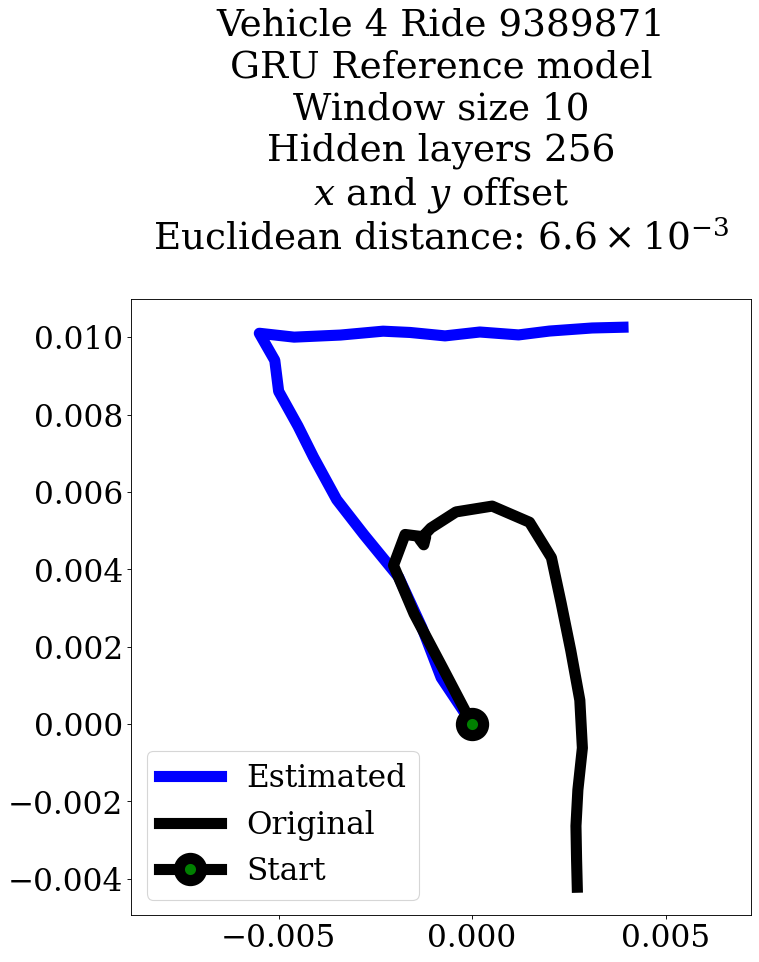 Vehicle 4 Ride 9389871
GRU Reference model
Window size 10
Hidden layers 256
x and y offset
Euclidean distance: 6.6 × 10⁻³
0.010
0.008
0.006
0.004
0.002
0.000
−0.002
−0.004
Estimated
Original
Start
−0.005 0.000 0.005